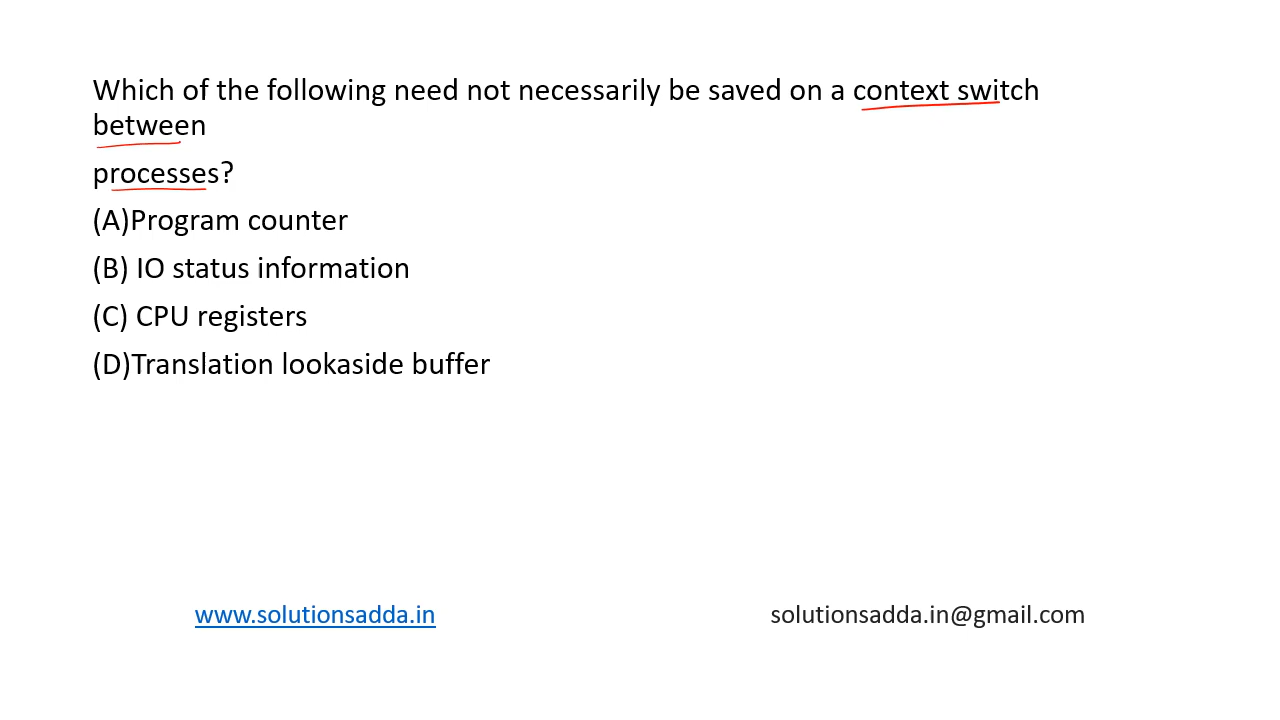 Which of the following need not necessarily be saved on a context switch
between
processes?
(A)Program counter
(B) IO status information
(C) CPU registers
(D)Translation lookaside buffer
www.solutionsadda.in
solutionsadda.in@gmail.com